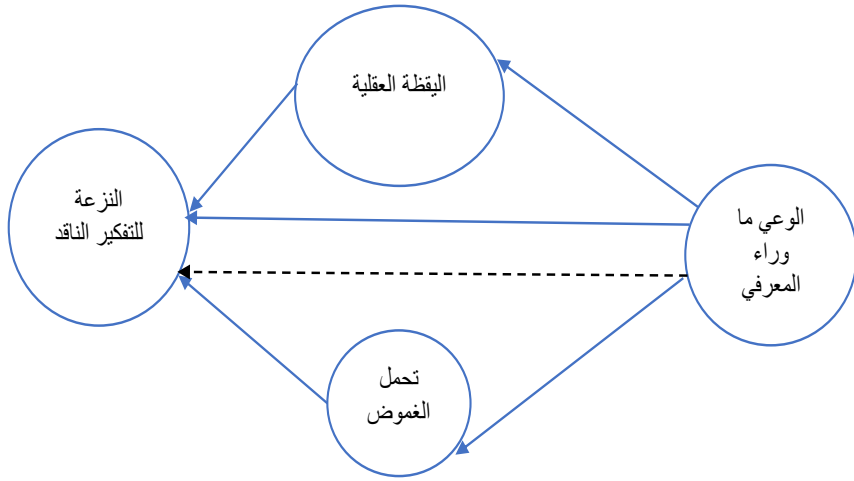 اليقظة العقلية
الوعي ما
وراء
المعرفي
النزعة
للتفكير الناقد
تحمل
الغموض